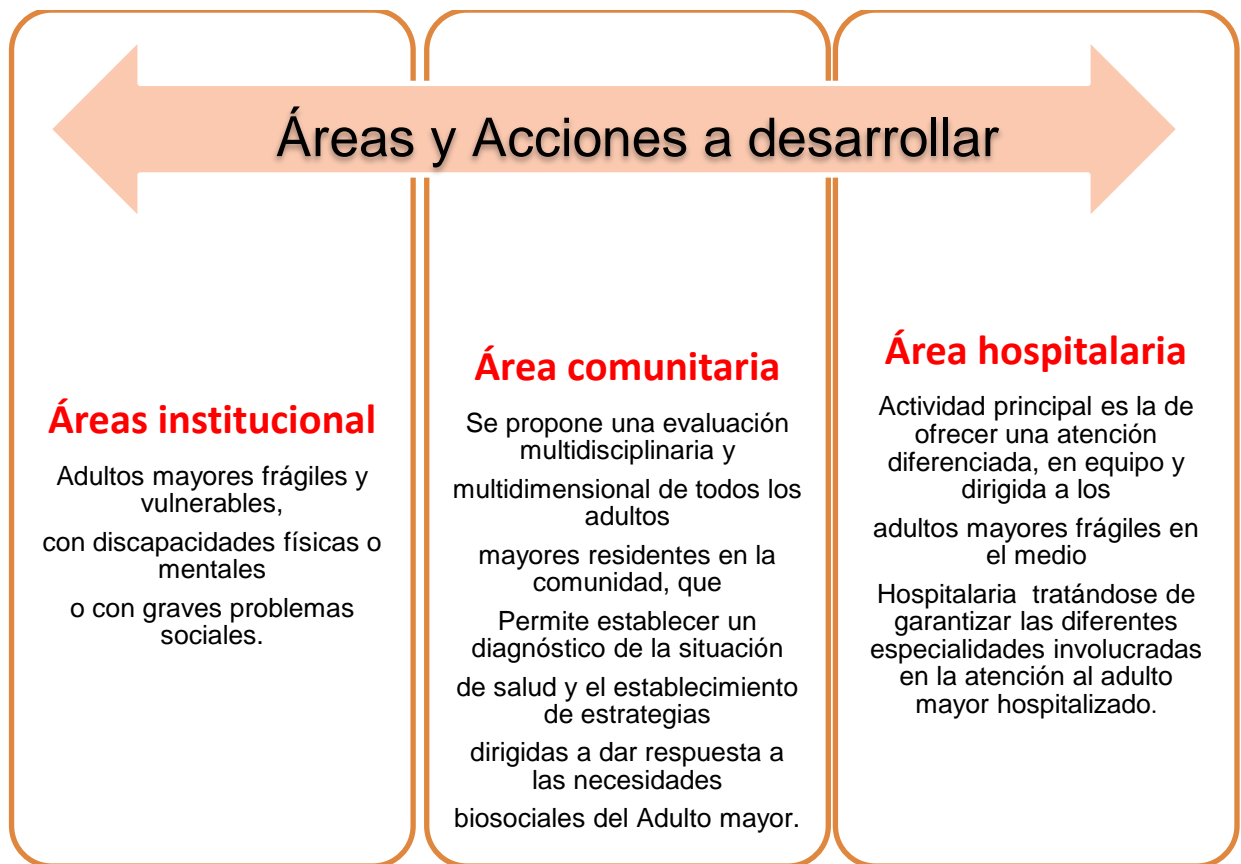 Áreas y Acciones a desarrollar
Áreas institucional
Adultos mayores frágiles y
vulnerables,
con discapacidades físicas o
mentales
o con graves problemas
sociales.
Área comunitaria
Se propone una evaluación
multidisciplinaria y
multidimensional de todos los
adultos
mayores residentes en la
comunidad, que
Permite establecer un
diagnóstico de la situación
de salud y el establecimiento
de estrategias
dirigidas a dar respuesta a
las necesidades
biosociales del Adulto mayor.
Área hospitalaria
Actividad principal es la de
ofrecer una atención
diferenciada, en equipo y
dirigida a los
adultos mayores frágiles en
el medio
Hospitalaria  tratándose de
garantizar las diferentes
especialidades involucradas
en la atención al adulto
mayor hospitalizado.